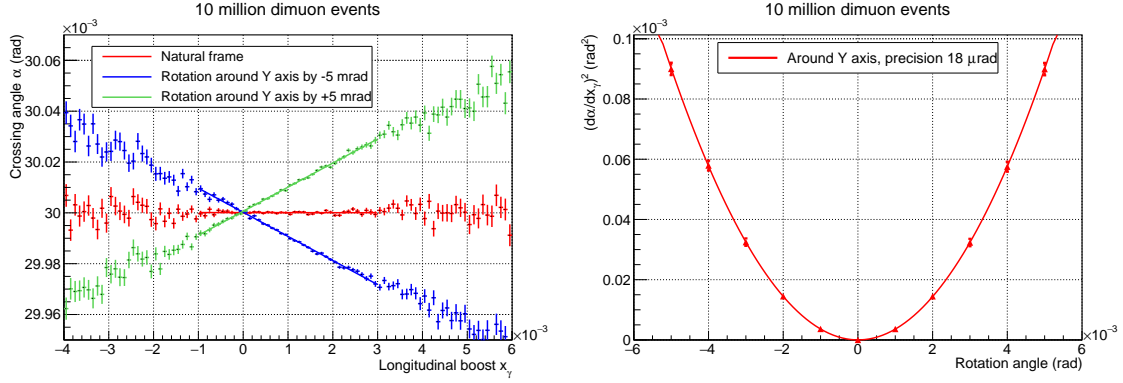 10 million dimuon events
×10⁻³
Crossing angle α (rad)
30.06
30.04
30.02
30
29.98
29.96
Natural frame
Rotation around Y axis by -5 mrad
Rotation around Y axis by +5 mrad
−4 −3 −2 −1 0 1 2 3 4 5 6
×10⁻³
Longitudinal boost xᵧ
10 million dimuon events
×10⁻³
(dα/dxᵧ)² (rad²)
0.1
0.08
0.06
0.04
0.02
0
Around Y axis, precision 18 μrad
−6 −4 −2 0 2 4 6
×10⁻³
Rotation angle (rad)